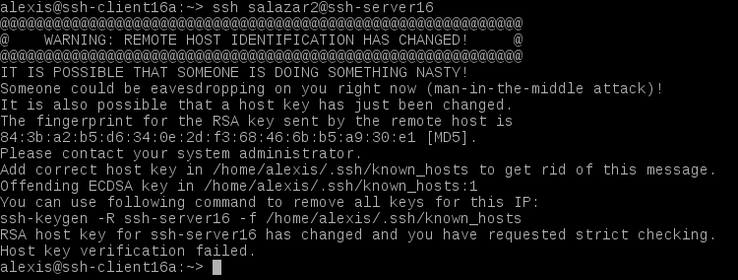 alexis@ssh-client16a:~> ssh salazar2@ssh-server16
@@@@@@@@@@@@@@@@@@@@@@@@@@@@@@@@@@@@@@@@@@@@@@@@@@@@@@@@@@@
@    WARNING: REMOTE HOST IDENTIFICATION HAS CHANGED!     @
@@@@@@@@@@@@@@@@@@@@@@@@@@@@@@@@@@@@@@@@@@@@@@@@@@@@@@@@@@@
IT IS POSSIBLE THAT SOMEONE IS DOING SOMETHING NASTY!
Someone could be eavesdropping on you right now (man-in-the-middle attack)!
It is also possible that a host key has just been changed.
The fingerprint for the RSA key sent by the remote host is
84:3b:a2:b5:d6:34:0e:2d:f3:68:46:6b:b5:a9:30:e1 [MD5].
Please contact your system administrator.
Add correct host key in /home/alexis/.ssh/known_hosts to get rid of this message.
Offending ECDSA key in /home/alexis/.ssh/known_hosts:1
You can use following command to remove all keys for this IP:
ssh-keygen -R ssh-server16 -f /home/alexis/.ssh/known_hosts
RSA host key for ssh-server16 has changed and you have requested strict checking.
Host key verification failed.
alexis@ssh-client16a:~>